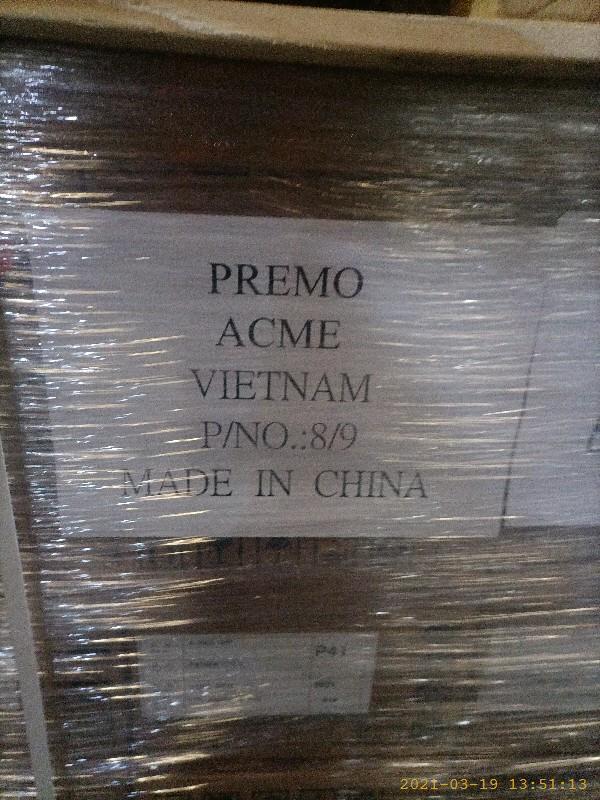 PREMO
ACME
VIETNAM
P/NO.:8/9
MADE IN CHINA
2021-03-19 13:51:13